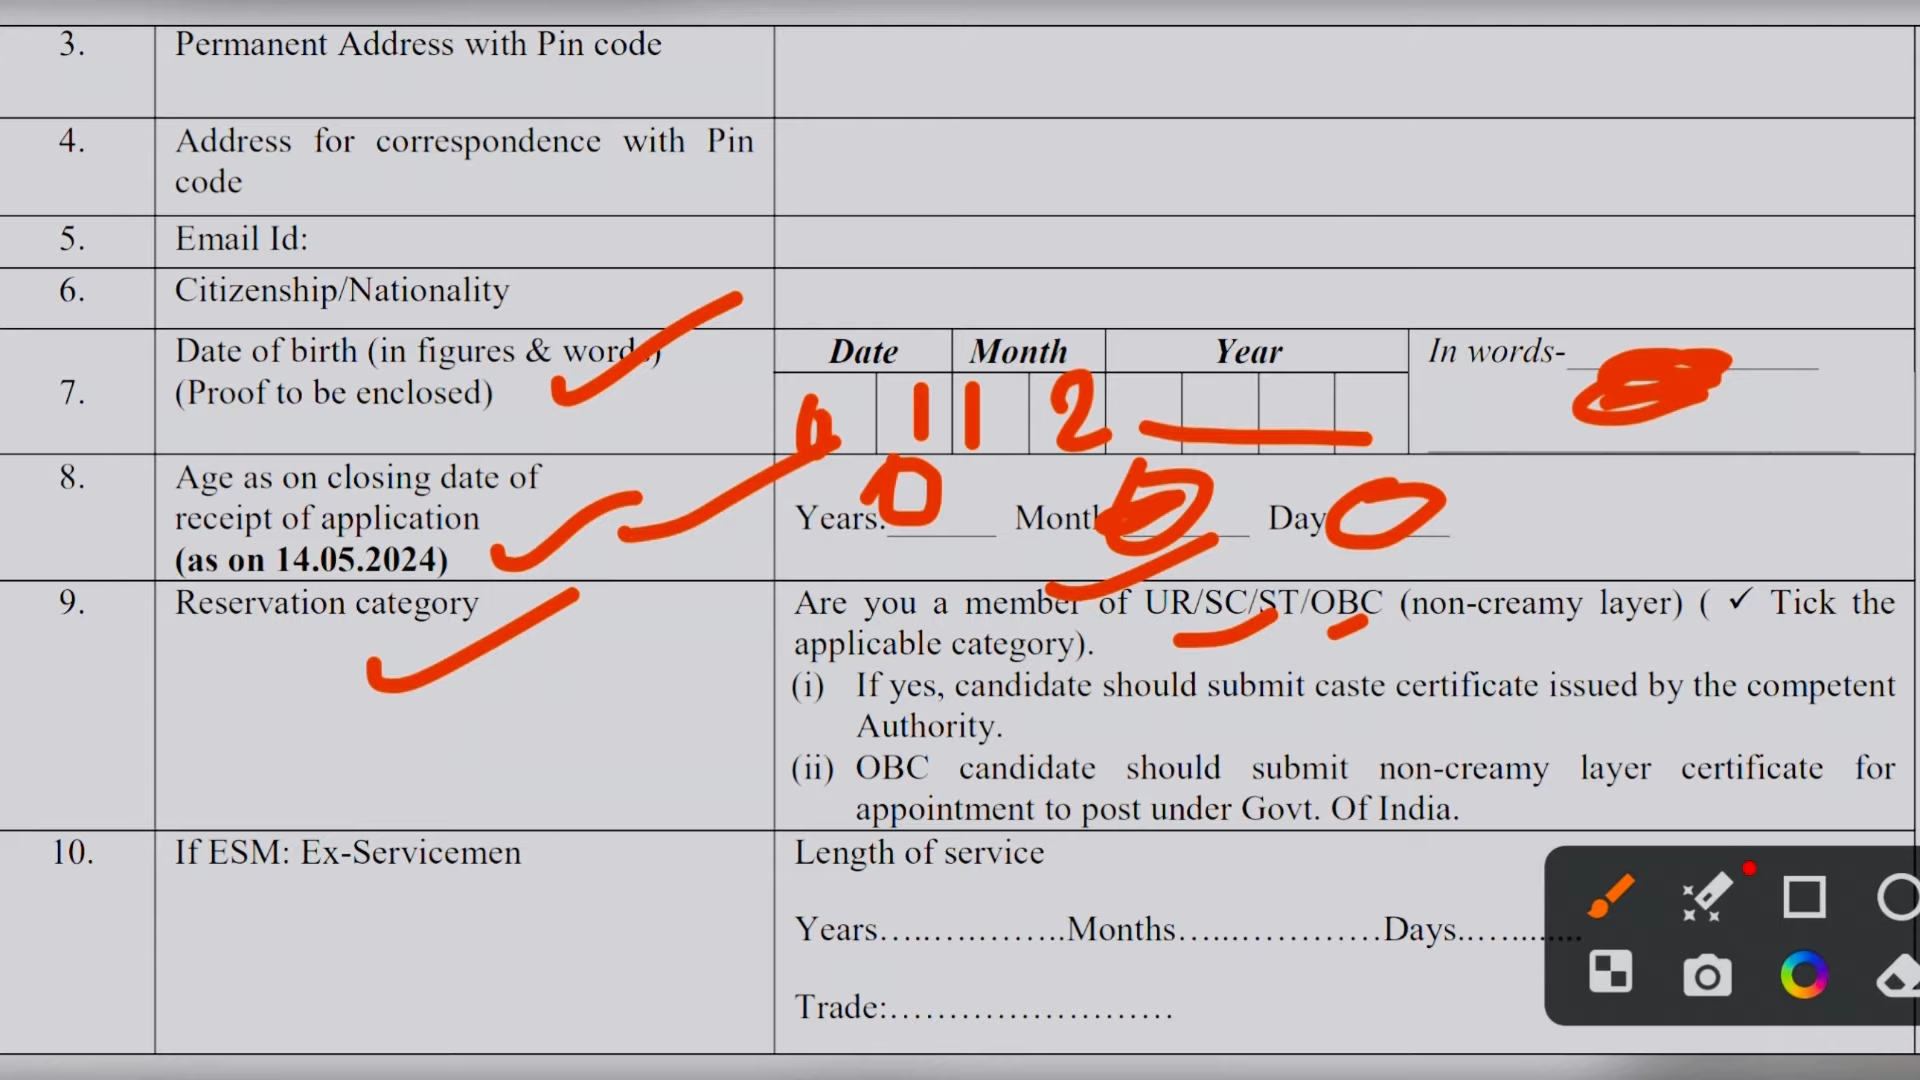 3. Permanent Address with Pin code
4. Address for correspondence with Pin
code
5. Email Id:
6. Citizenship/Nationality
7. Date of birth (in figures & words)
(Proof to be enclosed)
Date Month Year In words-
0 1 1 2
8. Age as on closing date of
receipt of application
(as on 14.05.2024)
Years: Month Day
9. Reservation category
Are you a member of UR/SC/ST/OBC (non-creamy layer) ( ✓ Tick the
applicable category).
(i) If yes, candidate should submit caste certificate issued by the competent
Authority.
(ii) OBC candidate should submit non-creamy layer certificate for
appointment to post under Govt. Of India.
10. If ESM: Ex-Servicemen
Length of service
Years…..…..……..Months…...…………Days..…........
Trade:……………………